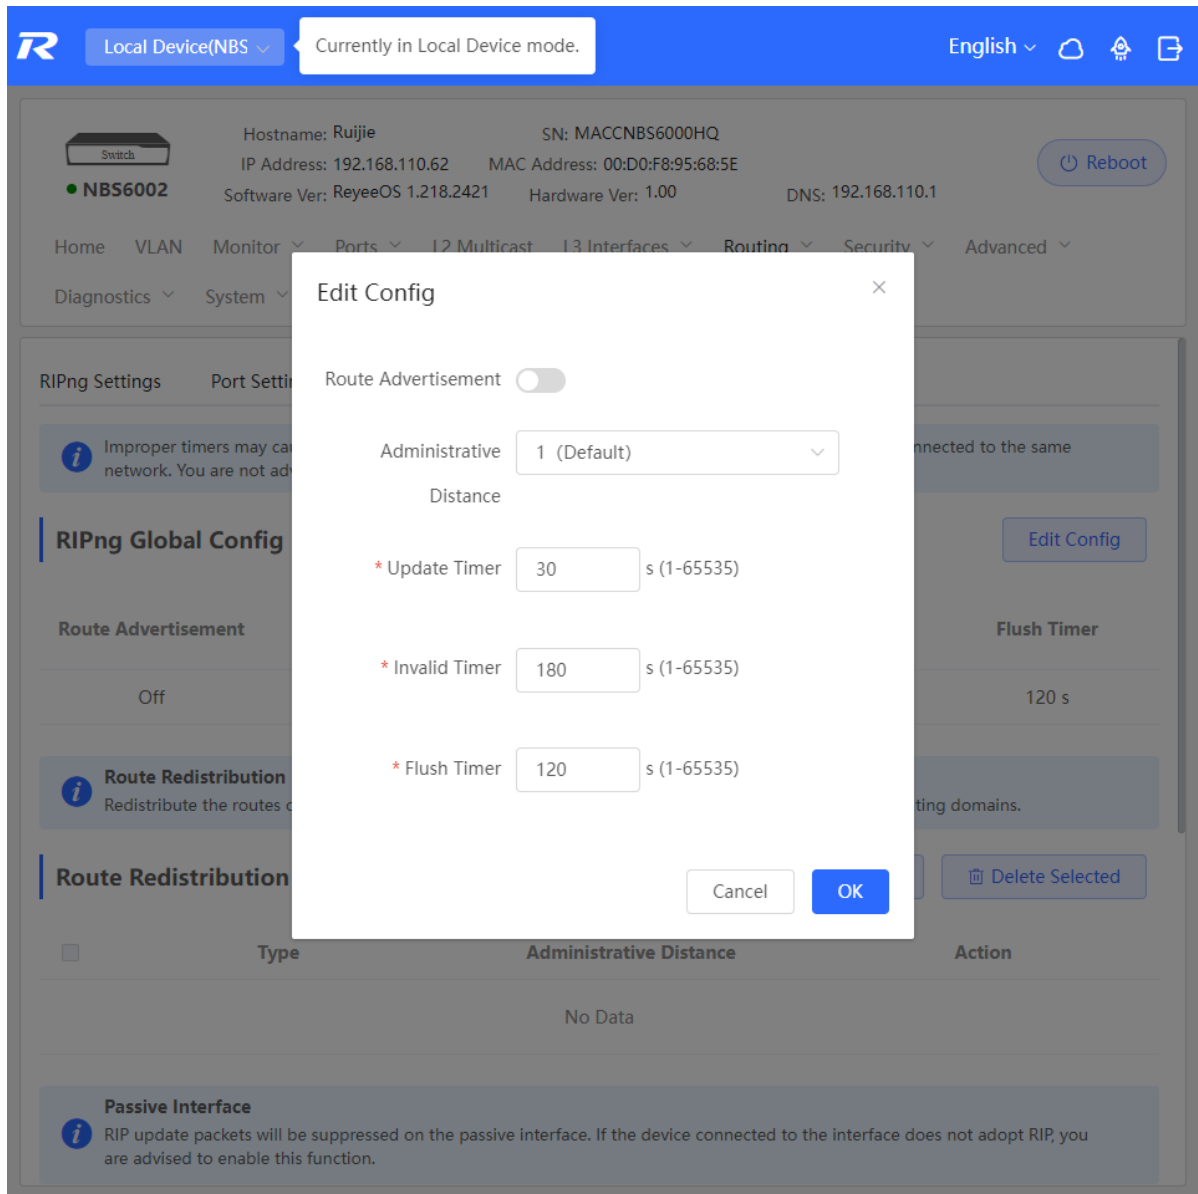 Local Device(NBS
Currently in Local Device mode.
English
Switch
NBS6002
Hostname: Ruijie
SN: MACCNBS6000HQ
IP Address: 192.168.110.62
MAC Address: 00:D0:F8:95:68:5E
Software Ver: ReyeeOS 1.218.2421
Hardware Ver: 1.00
DNS: 192.168.110.1
Reboot
Home VLAN Monitor Ports L2 Multicast L3 Interfaces Routing Security Advanced
Diagnostics System
Edit Config
Route Advertisement
Administrative
Distance
1 (Default)
* Update Timer 30 s (1-65535)
* Invalid Timer 180 s (1-65535)
* Flush Timer 120 s (1-65535)
Cancel OK
RIPng Settings Port
Improper timers may
connected to the same
network. You are not
RIPng Global Config
Edit Config
Route Advertisement
Flush Timer
Off
120 s
Route Redistribution
Redistribute the routes
domains.
Route Redistribution
Delete Selected
Type Administrative Distance Action
No Data
Passive Interface
RIP update packets will be suppressed on the passive interface. If the device connected to the interface does not adopt RIP, you
are advised to enable this function.